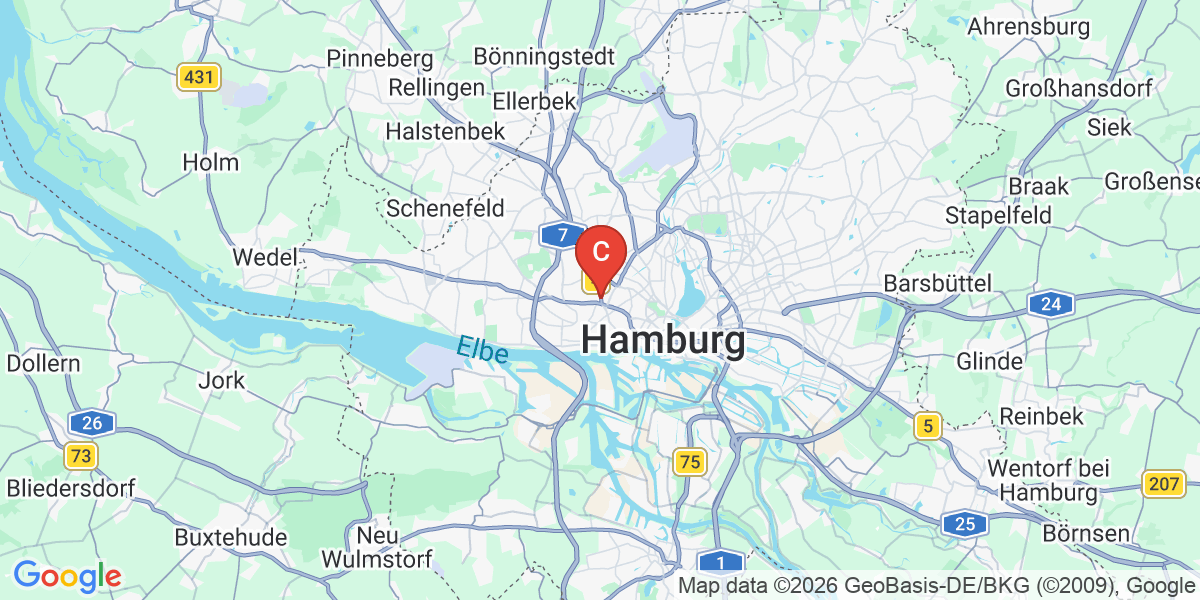 Ahrensburg
Pinneberg
Bönningstedt
431
Rellingen
Ellerbek
Großhansdorf
Halstenbek
Siek
Holm
Braak
Großense
Schenefeld
Stapelfeld
7
C
Wedel
Barsbüttel
24
Hamburg
Elbe
Dollern
Glinde
Jork
26
Reinbek
5
73
75
Wentorf bei
Hamburg
207
Bliedersdorf
25
Buxtehude
Neu
Wulmstorf
Börnsen
1
Google
Map data ©2026 GeoBasis-DE/BKG (©2009), Google